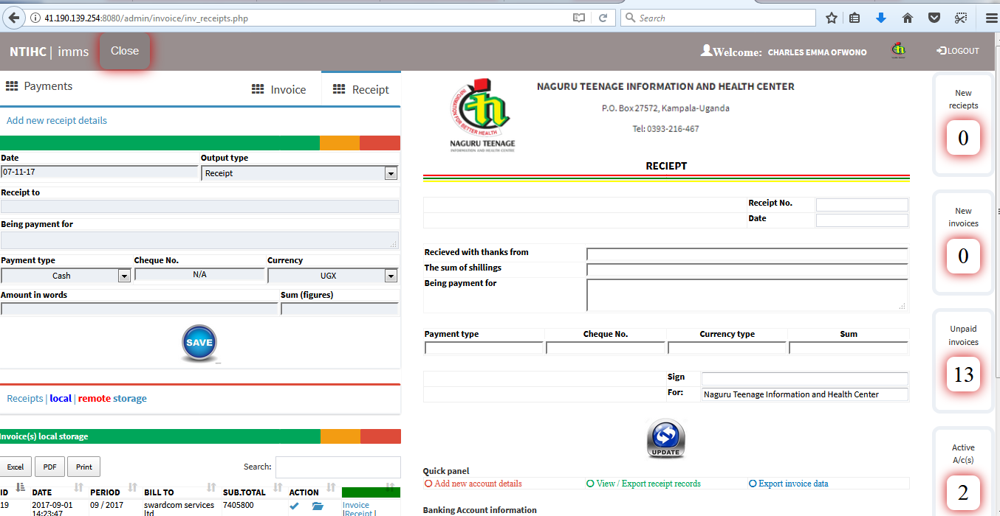 41.190.139.254:8080/admin/invoice/inv_receipts.php
Search
NTIHC | imms
Close
Welcome: CHARLES EMMA OFWONO
LOGOUT
Payments
Invoice
Receipt
Add new receipt details
Date
Output type
07-11-17
Receipt
Receipt to
Being payment for
Payment type
Cheque No.
Currency
Cash
N/A
UGX
Amount in words
Sum (figures)
SAVE
Receipts | local | remote storage
Invoice(s) local storage
Excel
PDF
Print
Search:
ID
DATE
PERIOD
BILL TO
SUB.TOTAL
ACTION
19
2017-09-01
14:23:47
09 / 2017
swardcom services
ltd
7405800
Invoice
|Receipt |
INFORMATION FOR BETTER HEALTH
NAGURU TEENAGE
INFORMATION AND HEALTH CENTRE
NAGURU TEENAGE INFORMATION AND HEALTH CENTER
P.O. Box 27572, Kampala-Uganda
Tel: 0393-216-467
RECIEPT
Receipt No.
Date
Recieved with thanks from
The sum of shillings
Being payment for
Payment type
Cheque No.
Currency type
Sum
Sign
For:
Naguru Teenage Information and Health Center
UPDATE
Quick panel
Add new account details
View / Export receipt records
Export invoice data
Banking Account information
New
reciepts
0
New
invoices
0
Unpaid
invoices
13
Active
A/c(s)
2